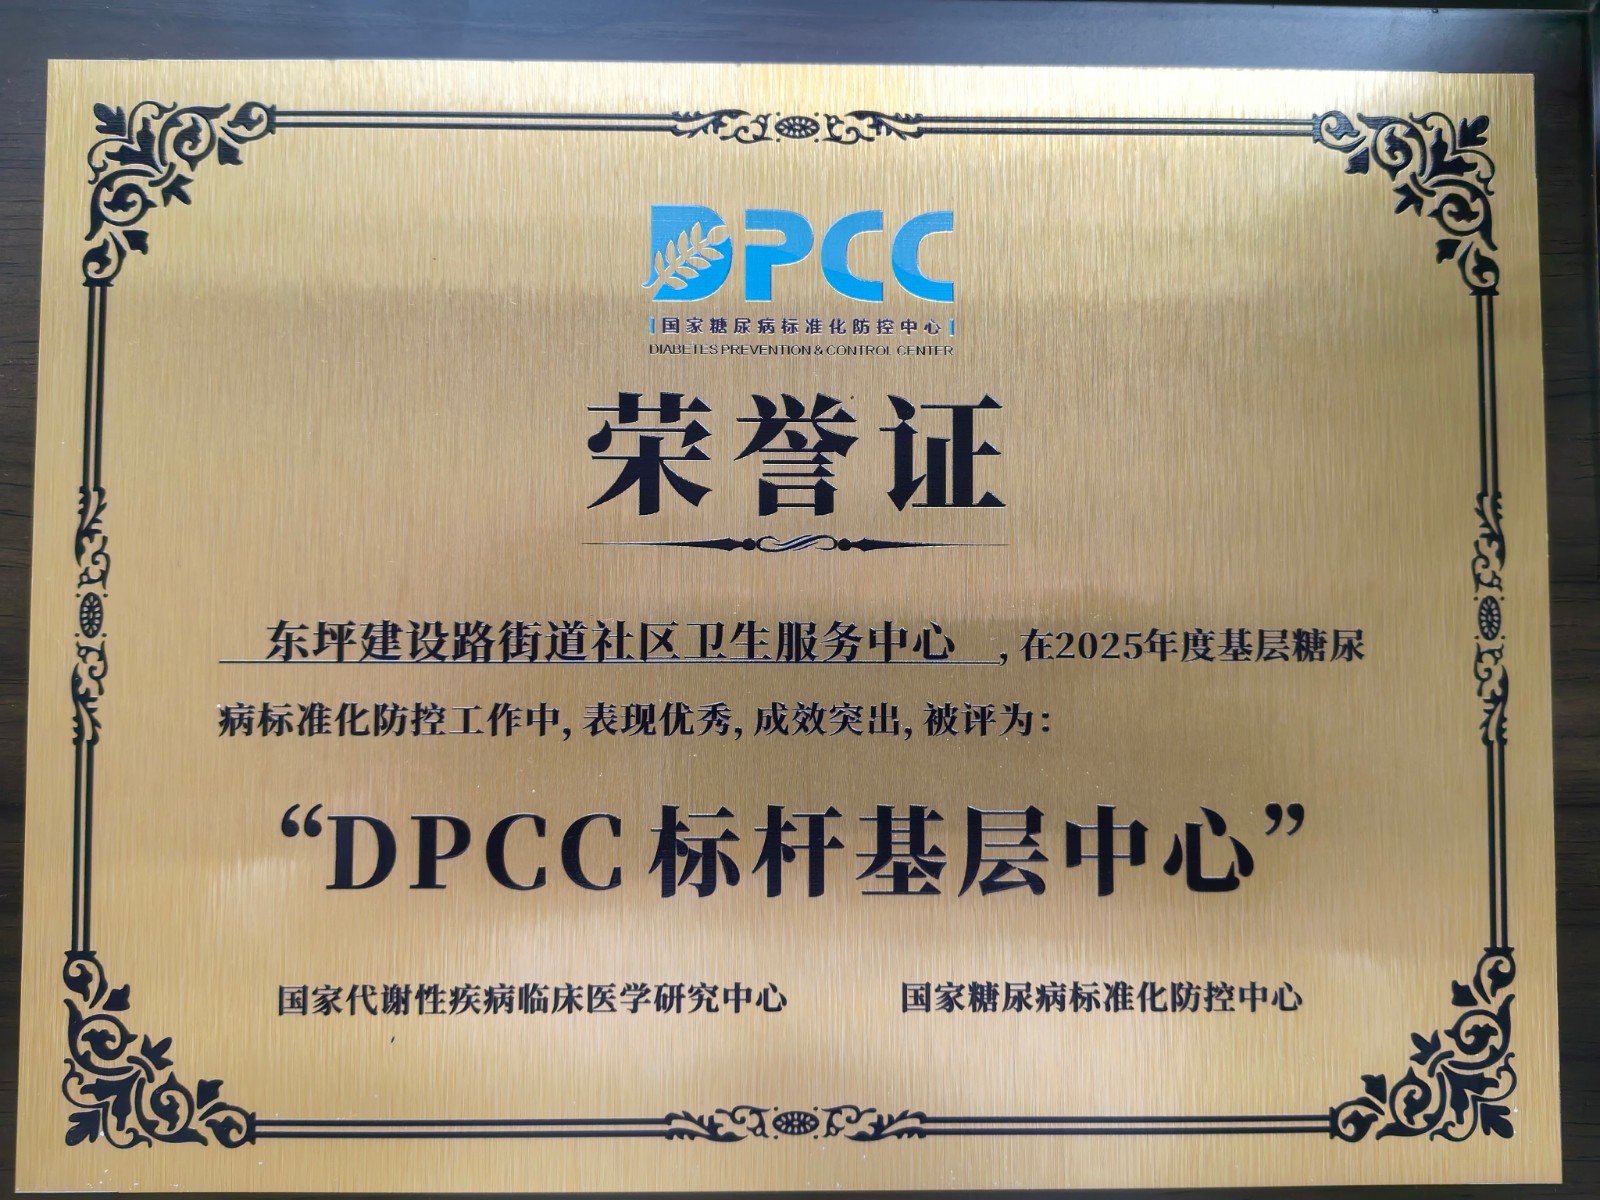 DPCC
国家糖尿病标准化防控中心
DIABETES PREVENTION & CONTROL CENTER
荣誉证
东坪建设路街道社区卫生服务中心，在2025年度基层糖尿
病标准化防控工作中，表现优秀，成效突出，被评为：
“DPCC标杆基层中心”
国家代谢性疾病临床医学研究中心 国家糖尿病标准化防控中心